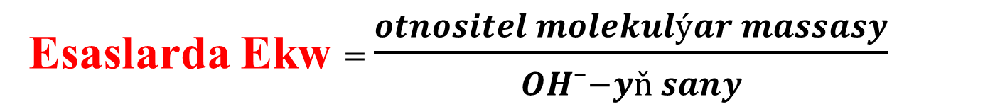 Esaslarda Ekw = otnositel molekulýar massasy
OH⁻−yň sany